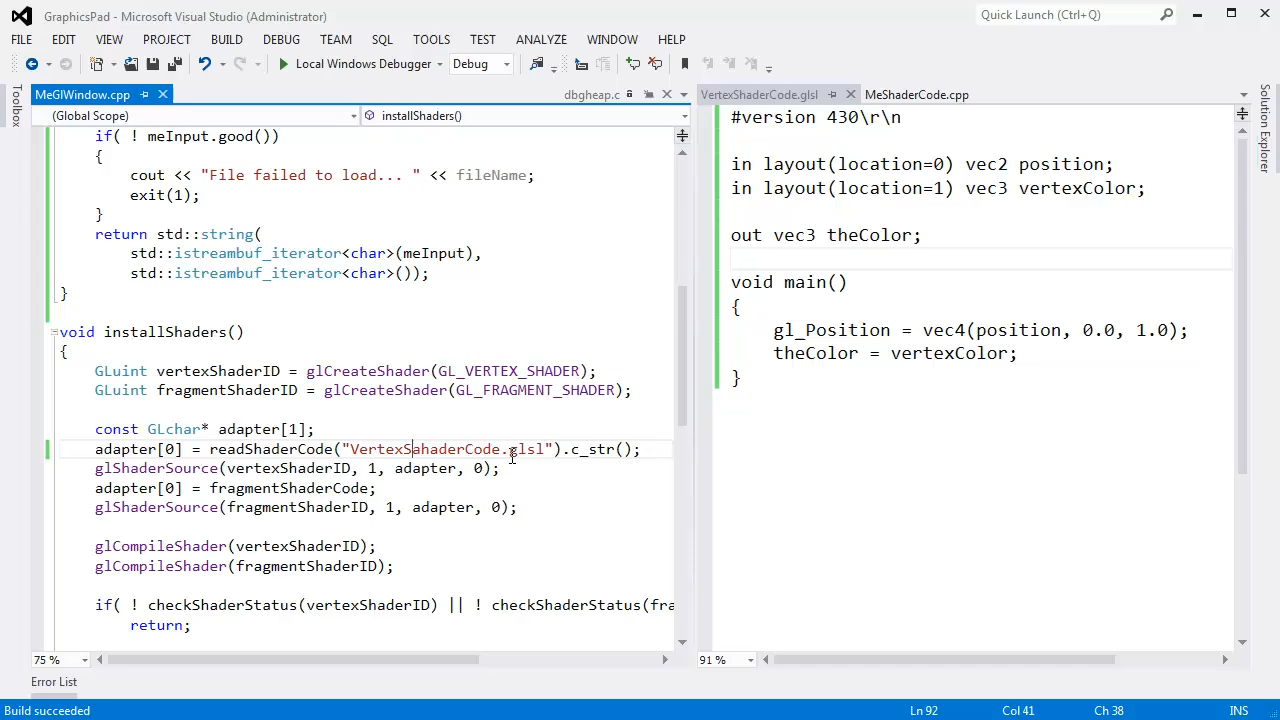 GraphicsPad - Microsoft Visual Studio (Administrator)
Quick Launch (Ctrl+Q)
FILE EDIT VIEW PROJECT BUILD DEBUG TEAM SQL TOOLS TEST ANALYZE WINDOW HELP
Local Windows Debugger Debug
Toolbox
MeGlWindow.cpp
dbgheap.c
(Global Scope)
installShaders()
if( ! meInput.good())
{
cout << "File failed to load... " << fileName;
exit(1);
}
return std::string(
std::istreambuf_iterator<char>(meInput),
std::istreambuf_iterator<char>());
}
void installShaders()
{
GLuint vertexShaderID = glCreateShader(GL_VERTEX_SHADER);
GLuint fragmentShaderID = glCreateShader(GL_FRAGMENT_SHADER);
const GLchar* adapter[1];
adapter[0] = readShaderCode("VertexSahaderCode.glsl").c_str();
glShaderSource(vertexShaderID, 1, adapter, 0);
adapter[0] = fragmentShaderCode;
glShaderSource(fragmentShaderID, 1, adapter, 0);
glCompileShader(vertexShaderID);
glCompileShader(fragmentShaderID);
if( ! checkShaderStatus(vertexShaderID) || ! checkShaderStatus(fra
return;
75 %
VertexShaderCode.glsl
MeShaderCode.cpp
#version 430\r\n
in layout(location=0) vec2 position;
in layout(location=1) vec3 vertexColor;
out vec3 theColor;
void main()
{
gl_Position = vec4(position, 0.0, 1.0);
theColor = vertexColor;
}
91 %
Solution Explorer
Error List
Build succeeded
Ln 92 Col 41 Ch 38 INS